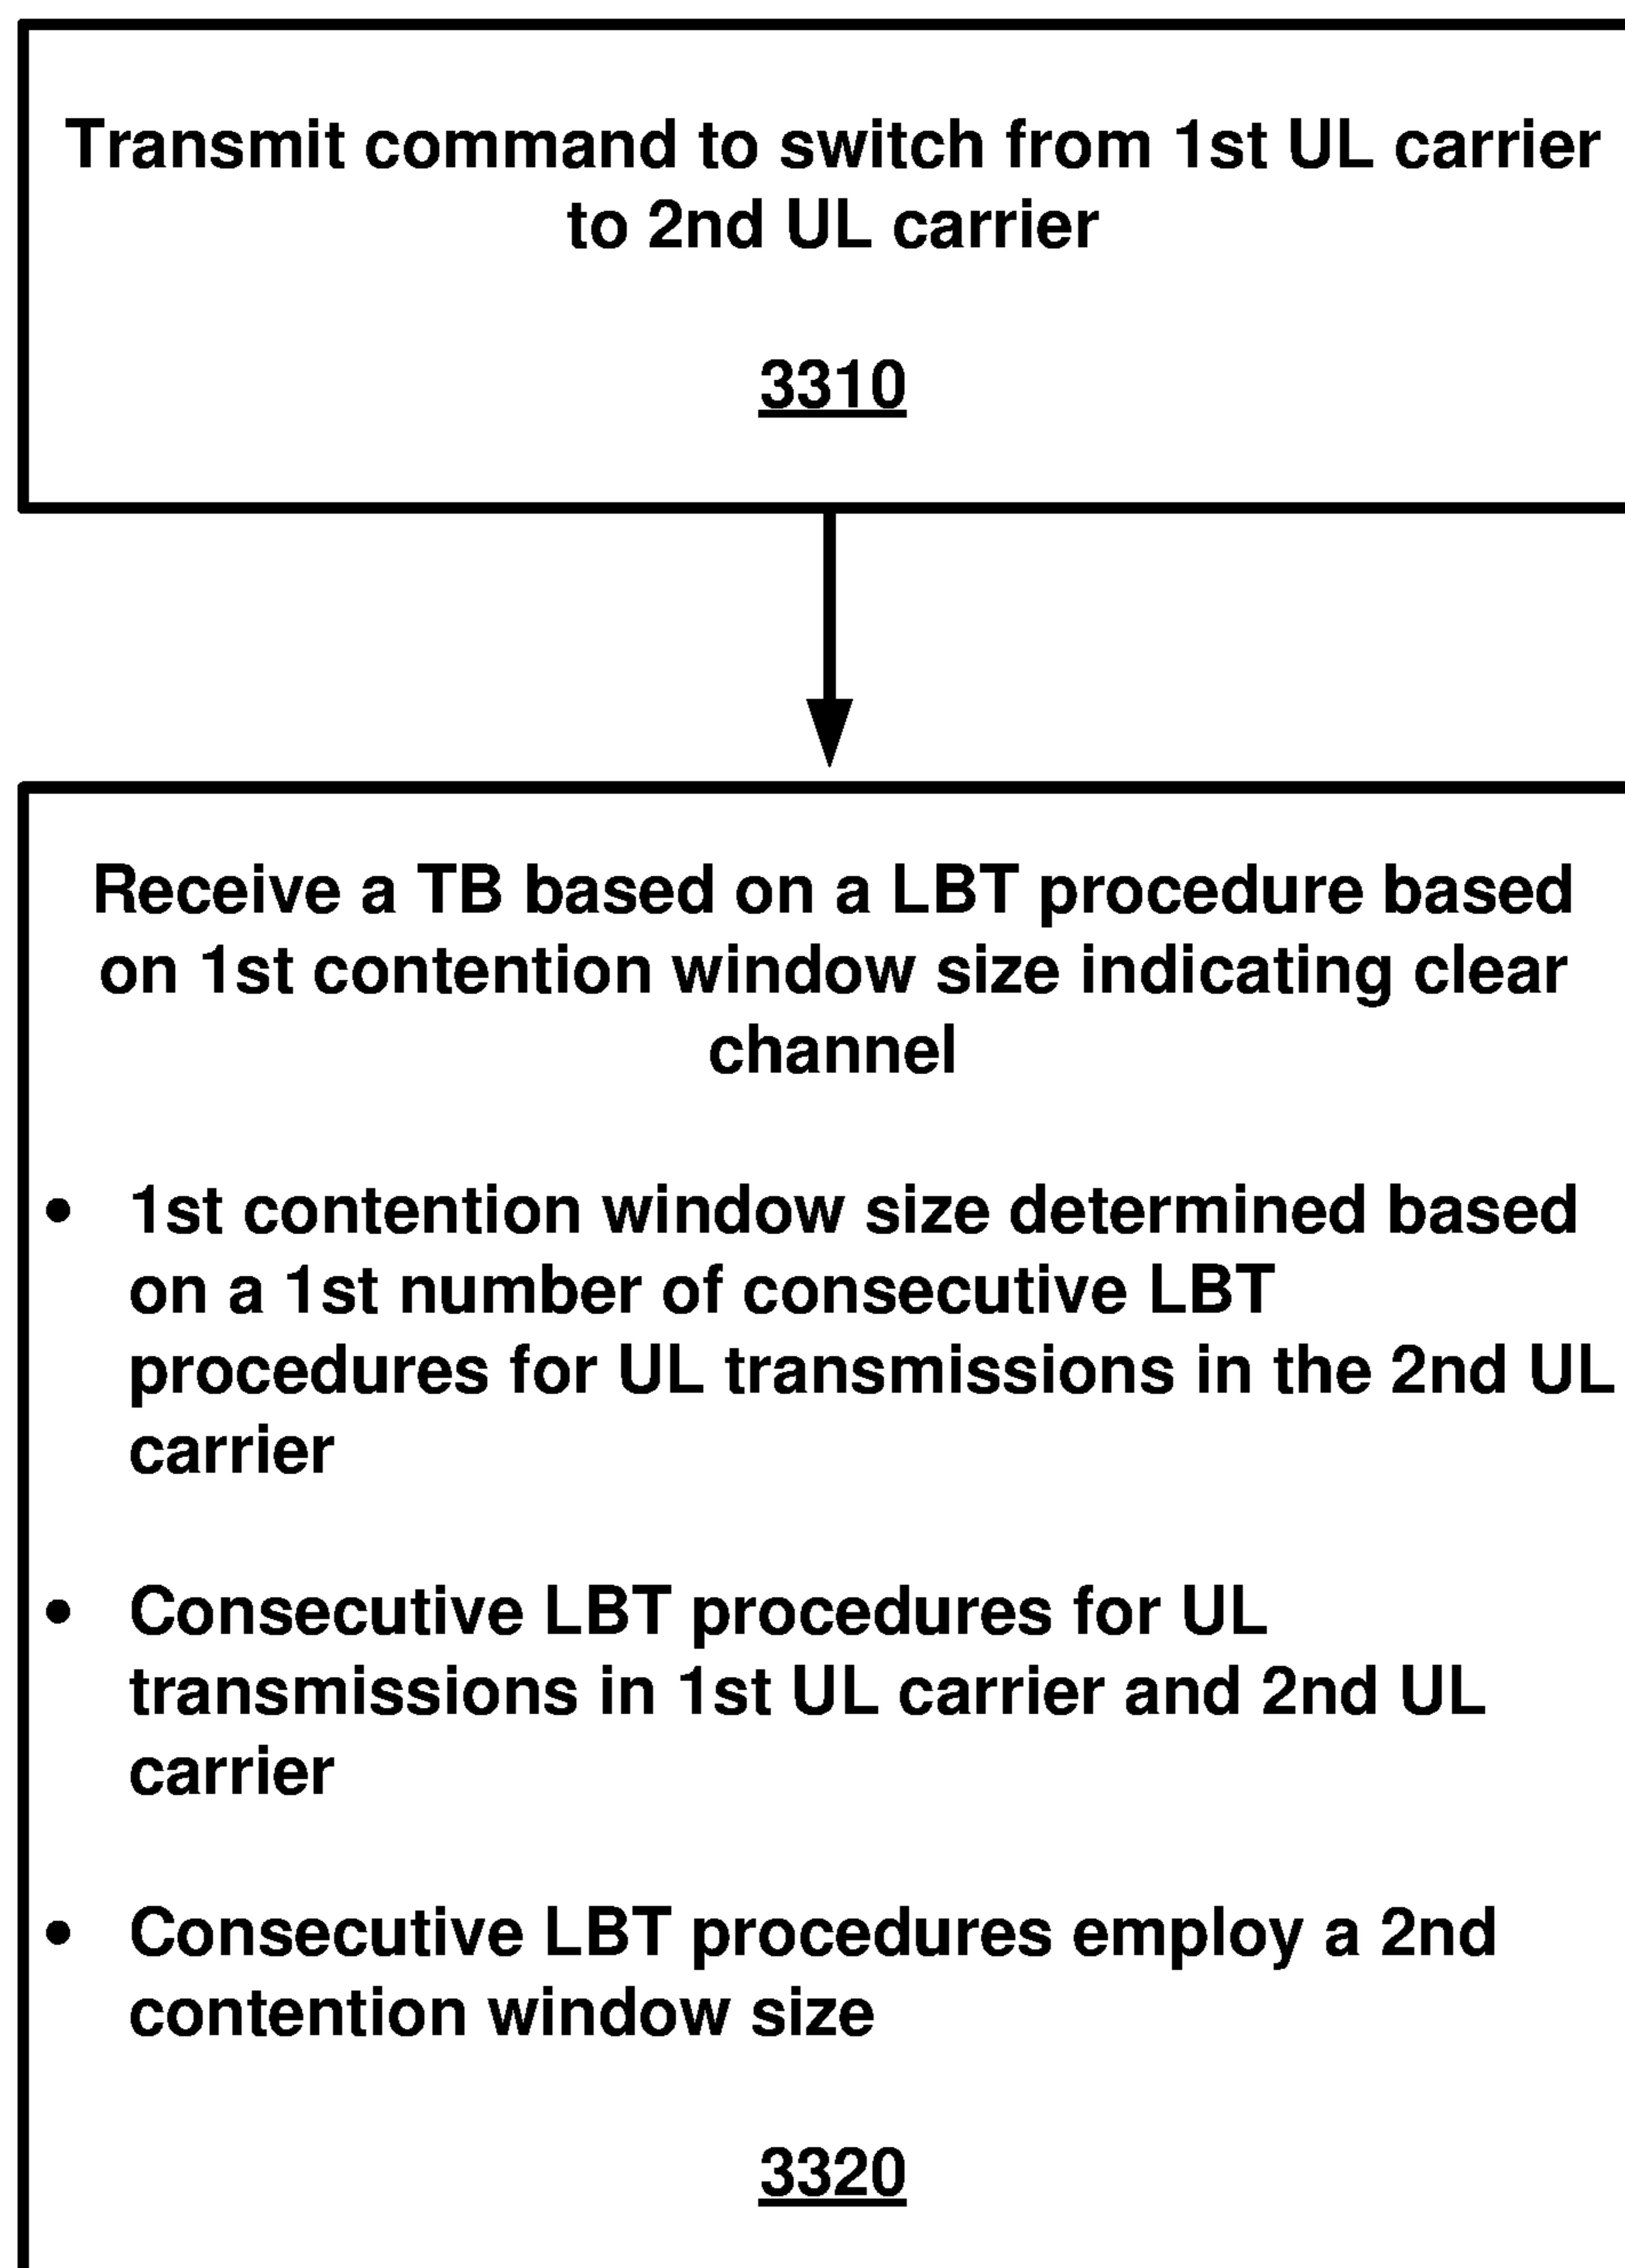 Transmit command to switch from 1st UL carrier
to 2nd UL carrier
3310
Receive a TB based on a LBT procedure based
on 1st contention window size indicating clear
channel
• 1st contention window size determined based
on a 1st number of consecutive LBT
procedures for UL transmissions in the 2nd UL
carrier
• Consecutive LBT procedures for UL
transmissions in 1st UL carrier and 2nd UL
carrier
• Consecutive LBT procedures employ a 2nd
contention window size
3320